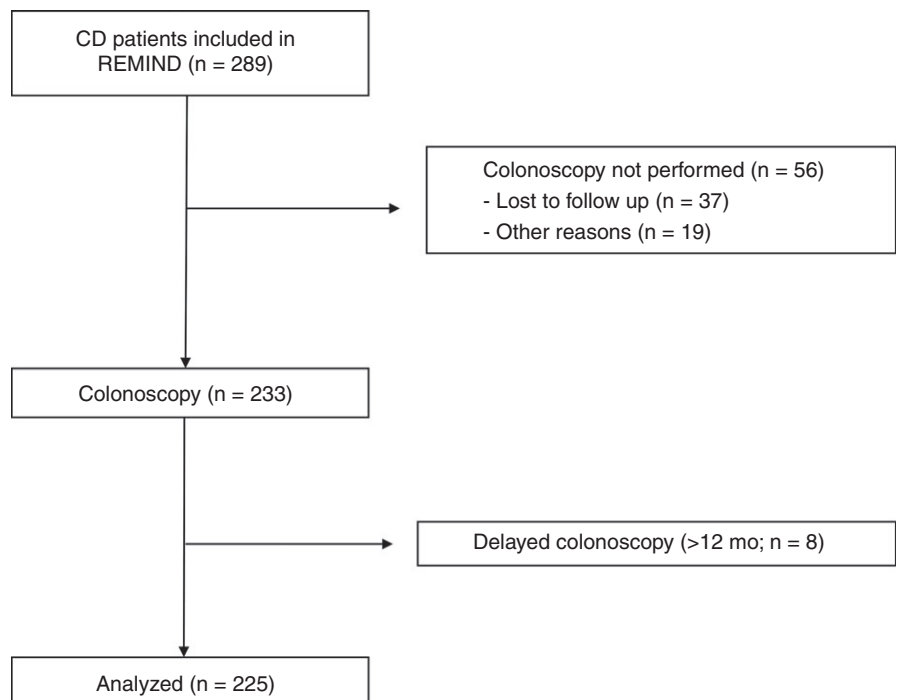 CD patients included in
REMIND (n = 289)
Colonoscopy not performed (n = 56)
- Lost to follow up (n = 37)
- Other reasons (n = 19)
Colonoscopy (n = 233)
Delayed colonoscopy (>12 mo; n = 8)
Analyzed (n = 225)